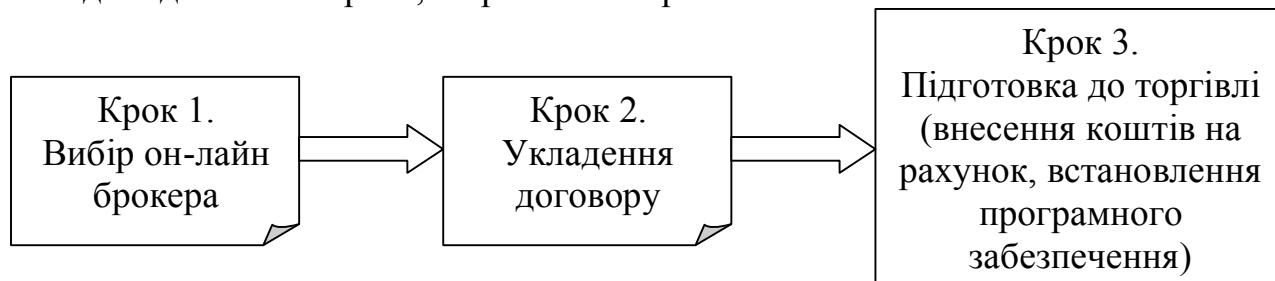 Крок 1.
Вибір он-лайн
брокера
Крок 2.
Укладення
договору
Крок 3.
Підготовка до торгівлі
(внесення коштів на
рахунок, встановлення
програмного
забезпечення)